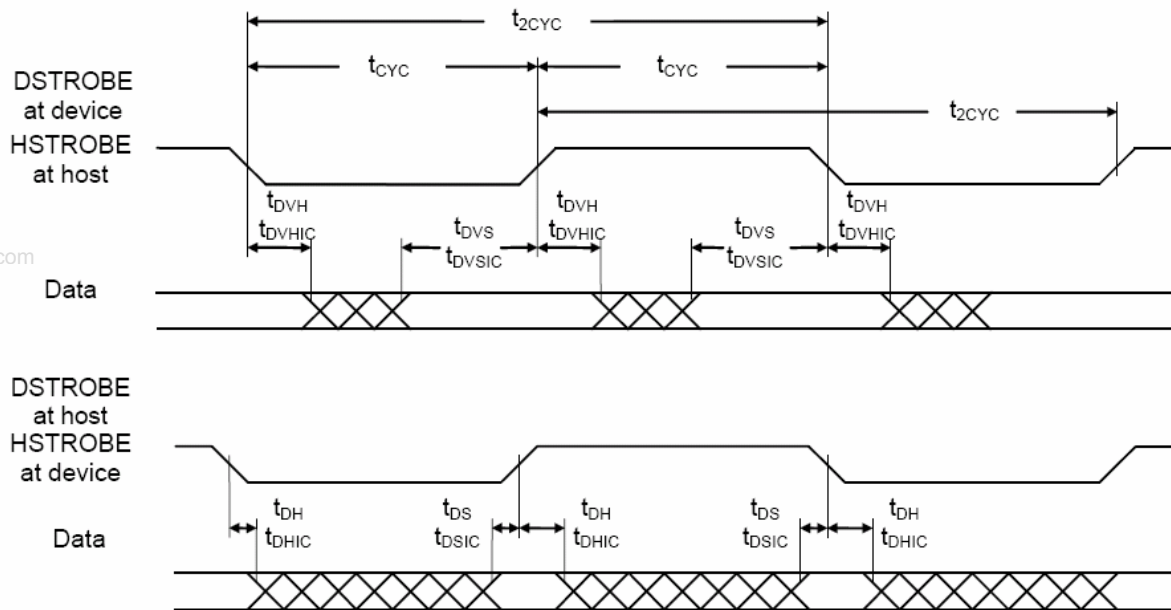 t2CYC
tCYC tCYC
DSTROBE
at device
t2CYC
HSTROBE
at host
tDVH tDVH tDVH
tDVHIC tDVS tDVHIC tDVS tDVHIC
tDVSIC tDVSIC
com
Data
DSTROBE
at host
HSTROBE
at device
tDH tDS tDH tDS tDH
tDHIC tDSIC tDHIC tDSIC tDHIC
Data